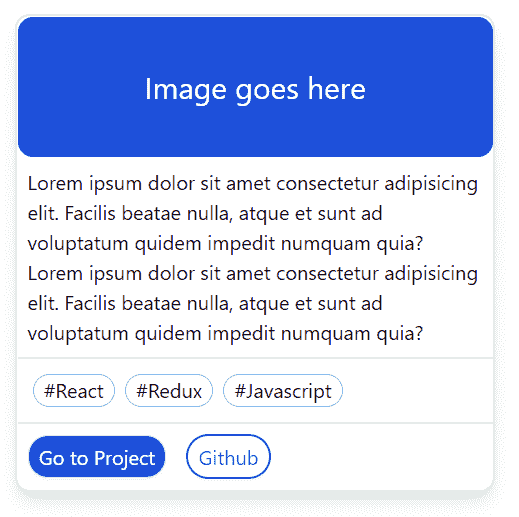 Image goes here
Lorem ipsum dolor sit amet consectetur adipisicing
elit. Facilis beatae nulla, atque et sunt ad
voluptatum quidem impedit numquam quia?
Lorem ipsum dolor sit amet consectetur adipisicing
elit. Facilis beatae nulla, atque et sunt ad
voluptatum quidem impedit numquam quia?
#React #Redux #Javascript
Go to Project Github